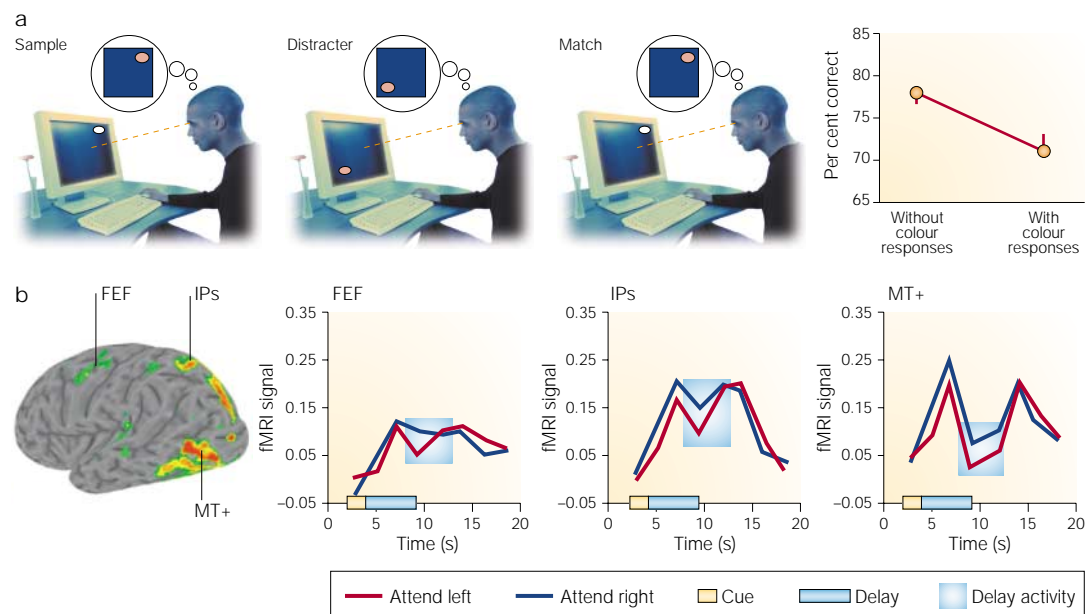 a
Sample
Distracter
Match
Per cent correct
85
80
75
70
65
Without
colour
responses
With
colour
responses
b
FEF
IPs
MT+
FEF
fMRI signal
0.35
0.25
0.15
0.05
–0.05
0
5
10
15
20
Time (s)
IPs
fMRI signal
0.35
0.25
0.15
0.05
–0.05
0
5
10
15
20
Time (s)
MT+
fMRI signal
0.35
0.25
0.15
0.05
–0.05
0
5
10
15
20
Time (s)
Attend left
Attend right
Cue
Delay
Delay activity